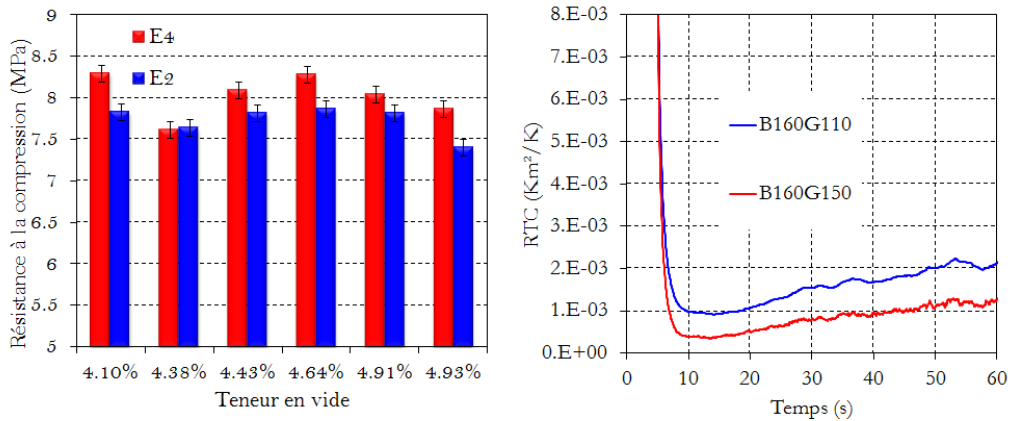 Résistance à la compression (MPa)
9
8.5
8
7.5
7
6.5
6
5.5
5
E4
E2
4.10% 4.38% 4.43% 4.64% 4.91% 4.93%
Teneur en vide
RTC (Km²/K)
8.E-03
7.E-03
6.E-03
5.E-03
4.E-03
3.E-03
2.E-03
1.E-03
0.E+00
B160G110
B160G150
0 10 20 30 40 50 60
Temps (s)